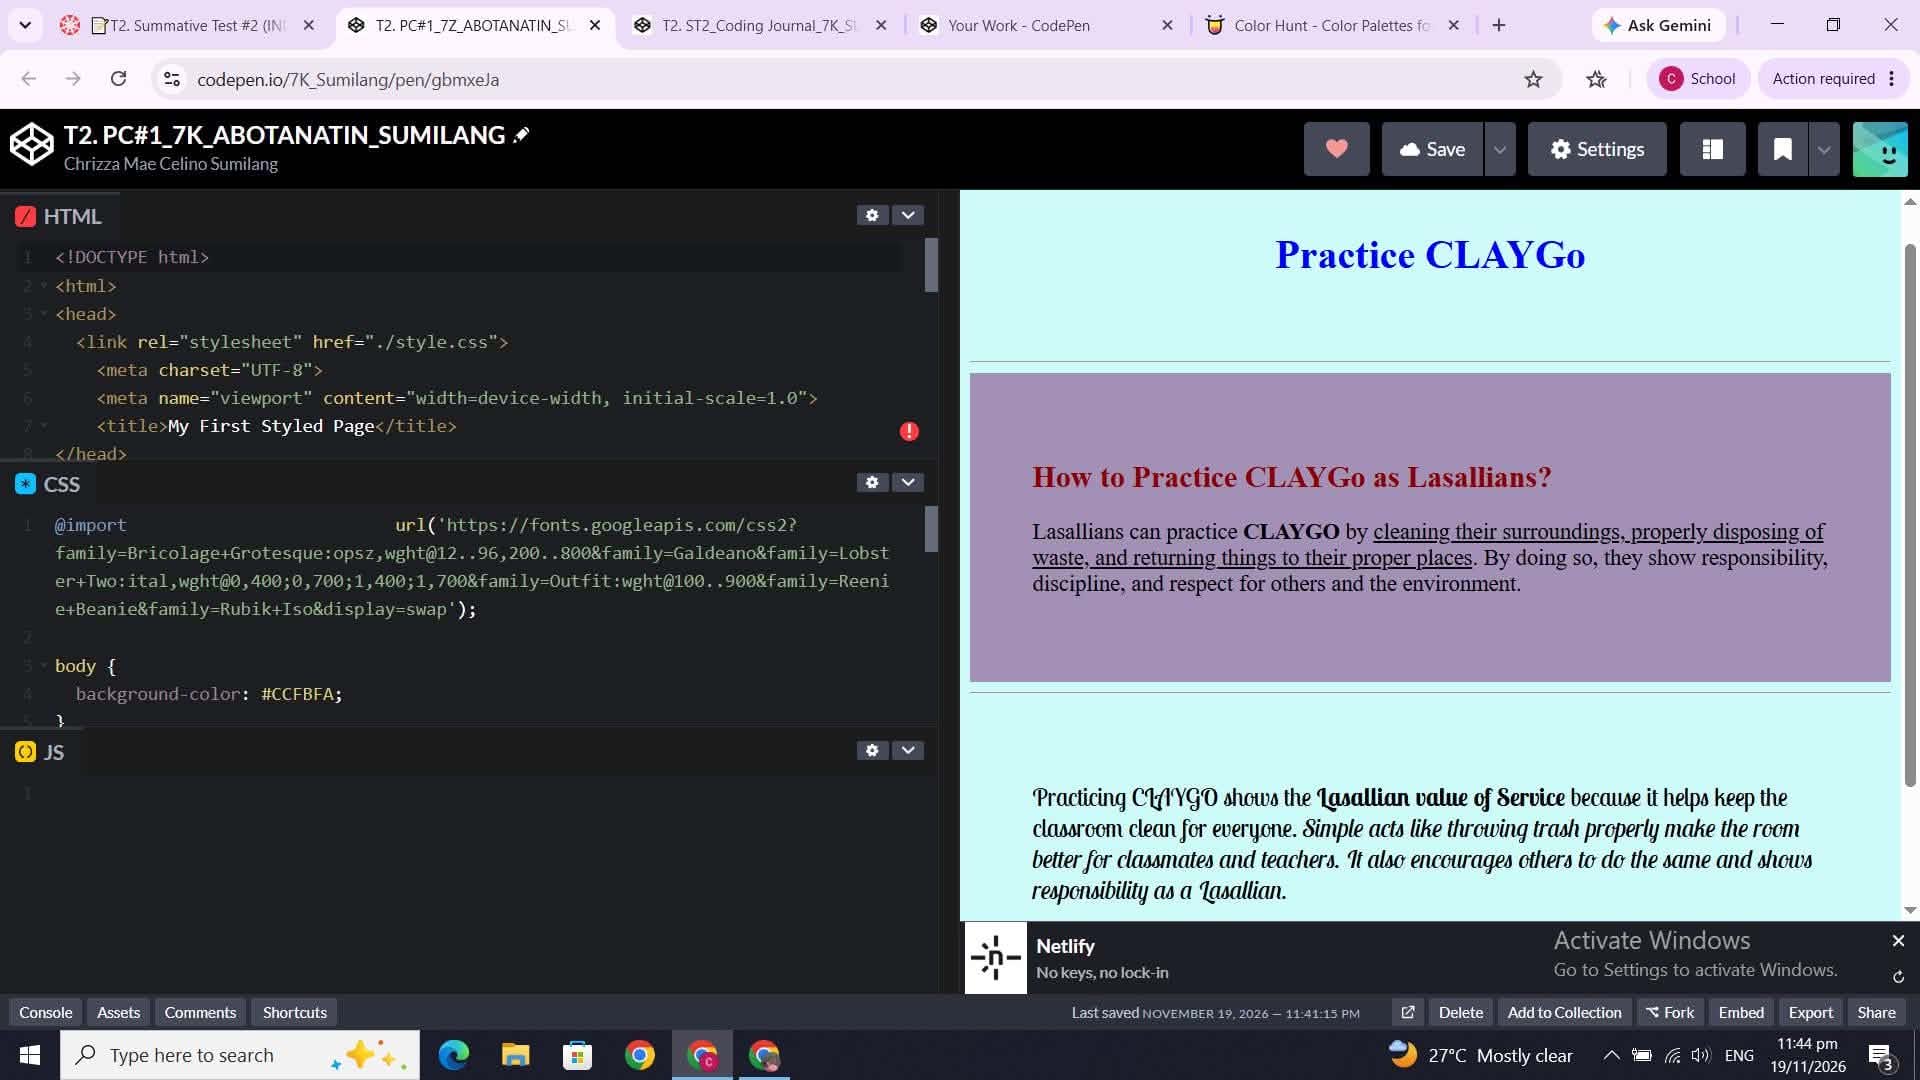 T2. Summative Test #2 (INI
T2. PC#1_7Z_ABOTANATIN_SU
T2. ST2_Coding Journal_7K_SU
Your Work - CodePen
Color Hunt - Color Palettes fo
Ask Gemini
codepen.io/7K_Sumilang/pen/gbmxeJa
C School
Action required
T2. PC#1_7K_ABOTANATIN_SUMILANG
Chrizza Mae Celino Sumilang
Save
Settings
HTML
1 <!DOCTYPE html>
2 <html>
3 <head>
4 <link rel="stylesheet" href="./style.css">
5 <meta charset="UTF-8">
6 <meta name="viewport" content="width=device-width, initial-scale=1.0">
7 <title>My First Styled Page</title>
8 </head>
CSS
1 @import url('https://fonts.googleapis.com/css2?
family=Bricolage+Grotesque:opsz,wght@12..96,200..800&family=Galdeano&family=Lobst
er+Two:ital,wght@0,400;0,700;1,400;1,700&family=Outfit:wght@100..900&family=Reeni
e+Beanie&family=Rubik+Iso&display=swap');
2
3 body {
4 background-color: #CCFBFA;
5 }
JS
1
Practice CLAYGo
How to Practice CLAYGo as Lasallians?
Lasallians can practice CLAYGO by cleaning their surroundings, properly disposing of
waste, and returning things to their proper places. By doing so, they show responsibility,
discipline, and respect for others and the environment.
Practicing CLAYGO shows the Lasallian value of Service because it helps keep the
classroom clean for everyone. Simple acts like throwing trash properly make the room
better for classmates and teachers. It also encourages others to do the same and shows
responsibility as a Lasallian.
Netlify
No keys, no lock-in
Activate Windows
Go to Settings to activate Windows.
Console
Assets
Comments
Shortcuts
Last saved NOVEMBER 19, 2026 — 11:41:15 PM
Delete
Add to Collection
Fork
Embed
Export
Share
Type here to search
27°C Mostly clear
ENG
11:44 pm
19/11/2026
3